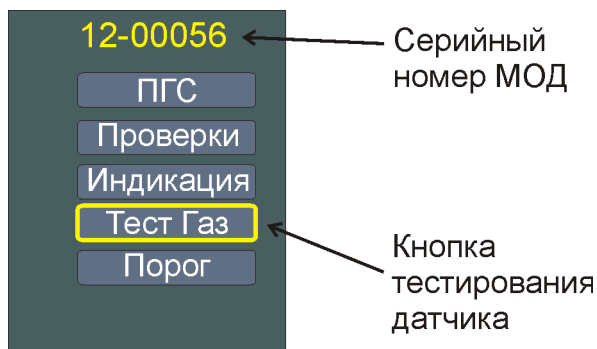 12-00056
ПГС
Проверки
Индикация
Тест Газ
Порог
Серийный
номер МОД
Кнопка
тестирования
датчика